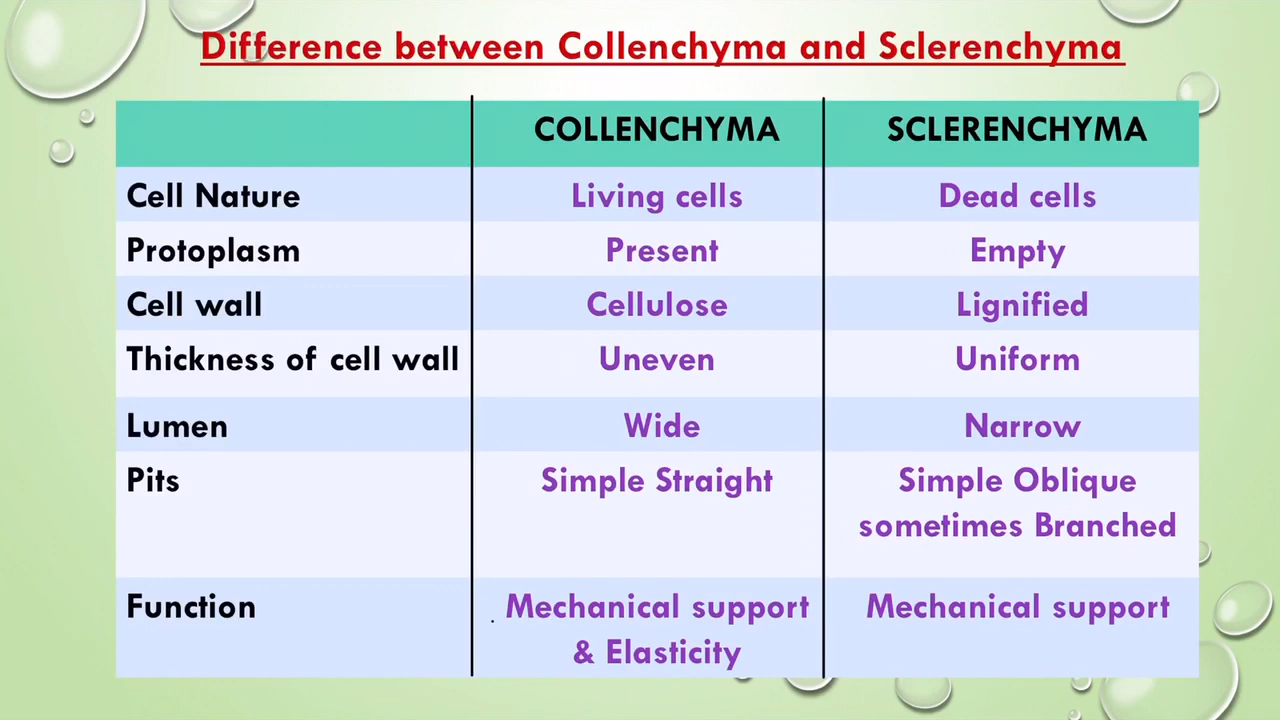 Difference between Collenchyma and Sclerenchyma
COLLENCHYMA SCLERENCHYMA
Cell Nature Living cells Dead cells
Protoplasm Present Empty
Cell wall Cellulose Lignified
Thickness of cell wall Uneven Uniform
Lumen Wide Narrow
Pits Simple Straight Simple Oblique
sometimes Branched
Function . Mechanical support Mechanical support
& Elasticity